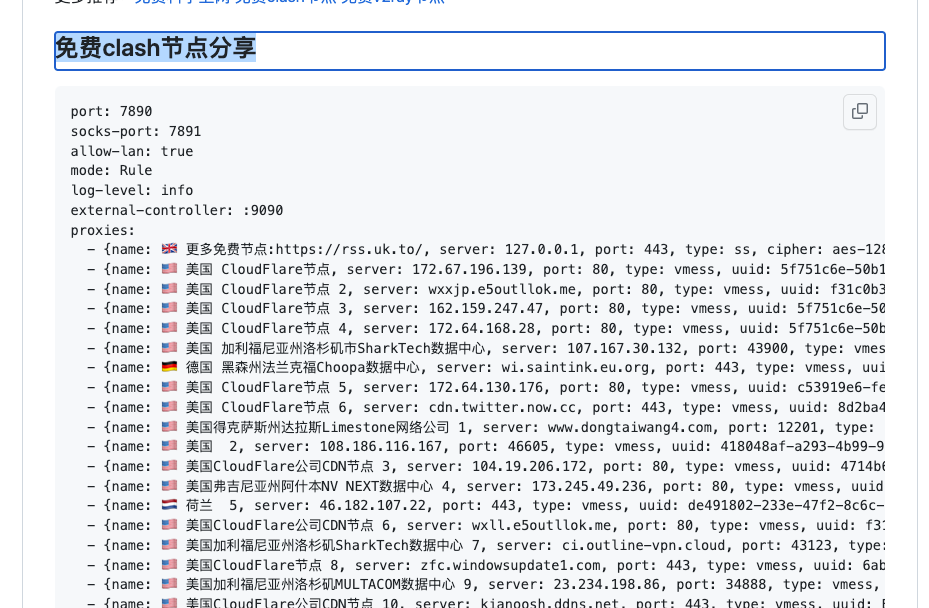 更多推荐 免费科学上网 免费clash节点 免费v2ray节点
免费clash节点分享
port: 7890
socks-port: 7891
allow-lan: true
mode: Rule
log-level: info
external-controller: :9090
proxies:
- {name: 🇬🇧 更多免费节点:https://rss.uk.to/, server: 127.0.0.1, port: 443, type: ss, cipher: aes-128
- {name: 🇺🇸 美国 CloudFlare节点, server: 172.67.196.139, port: 80, type: vmess, uuid: 5f751c6e-50b1
- {name: 🇺🇸 美国 CloudFlare节点 2, server: wxxjp.e5outllok.me, port: 80, type: vmess, uuid: f31c0b3
- {name: 🇺🇸 美国 CloudFlare节点 3, server: 162.159.247.47, port: 80, type: vmess, uuid: 5f751c6e-50
- {name: 🇺🇸 美国 CloudFlare节点 4, server: 172.64.168.28, port: 80, type: vmess, uuid: 5f751c6e-50b
- {name: 🇺🇸 美国 加利福尼亚州洛杉矶市SharkTech数据中心, server: 107.167.30.132, port: 43900, type: vmes
- {name: 🇩🇪 德国 黑森州法兰克福Choopa数据中心, server: wi.saintink.eu.org, port: 443, type: vmess, uui
- {name: 🇺🇸 美国 CloudFlare节点 5, server: 172.64.130.176, port: 80, type: vmess, uuid: c53919e6-fe
- {name: 🇺🇸 美国 CloudFlare节点 6, server: cdn.twitter.now.cc, port: 443, type: vmess, uuid: 8d2ba4
- {name: 🇺🇸 美国得克萨斯州达拉斯Limestone网络公司 1, server: www.dongtaiwang4.com, port: 12201, type:
- {name: 🇺🇸 美国  2, server: 108.186.116.167, port: 46605, type: vmess, uuid: 418048af-a293-4b99-9
- {name: 🇺🇸 美国CloudFlare公司CDN节点 3, server: 104.19.206.172, port: 80, type: vmess, uuid: 4714b6
- {name: 🇺🇸 美国弗吉尼亚州阿什本NV NEXT数据中心 4, server: 173.245.49.236, port: 80, type: vmess, uuid
- {name: 🇳🇱 荷兰  5, server: 46.182.107.22, port: 443, type: vmess, uuid: de491802-233e-47f2-8c6c-
- {name: 🇺🇸 美国CloudFlare公司CDN节点 6, server: wxll.e5outllok.me, port: 80, type: vmess, uuid: f31
- {name: 🇺🇸 美国加利福尼亚州洛杉矶SharkTech数据中心 7, server: ci.outline-vpn.cloud, port: 43123, type:
- {name: 🇺🇸 美国CloudFlare节点 8, server: zfc.windowsupdate1.com, port: 443, type: vmess, uuid: 6ab
- {name: 🇺🇸 美国加利福尼亚州洛杉矶MULTACOM数据中心 9, server: 23.234.198.86, port: 34888, type: vmess,
- {name: 🇺🇸 美国CloudFlare公司CDN节点 10, server: kianoosh.ddns.net, port: 443, type: vmess, uuid: